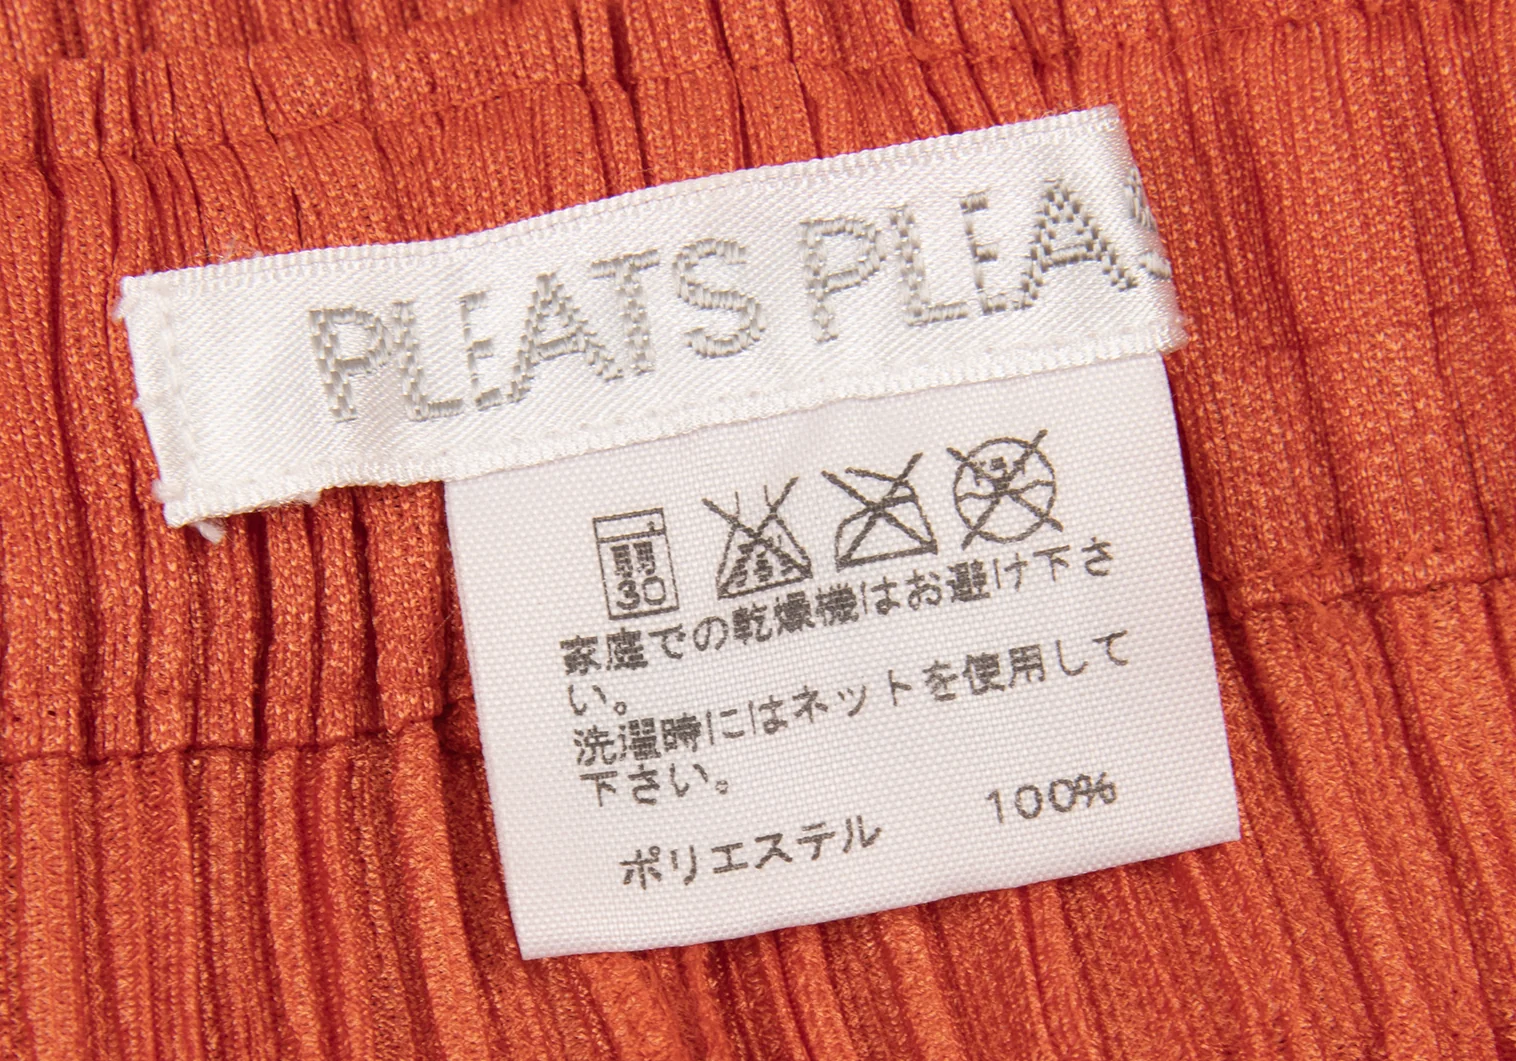 PLEATS PLEAS
30
家庭での乾燥機はお避け下さ
い。
洗濯時にはネットを使用して
下さい。
ポリエステル 100%